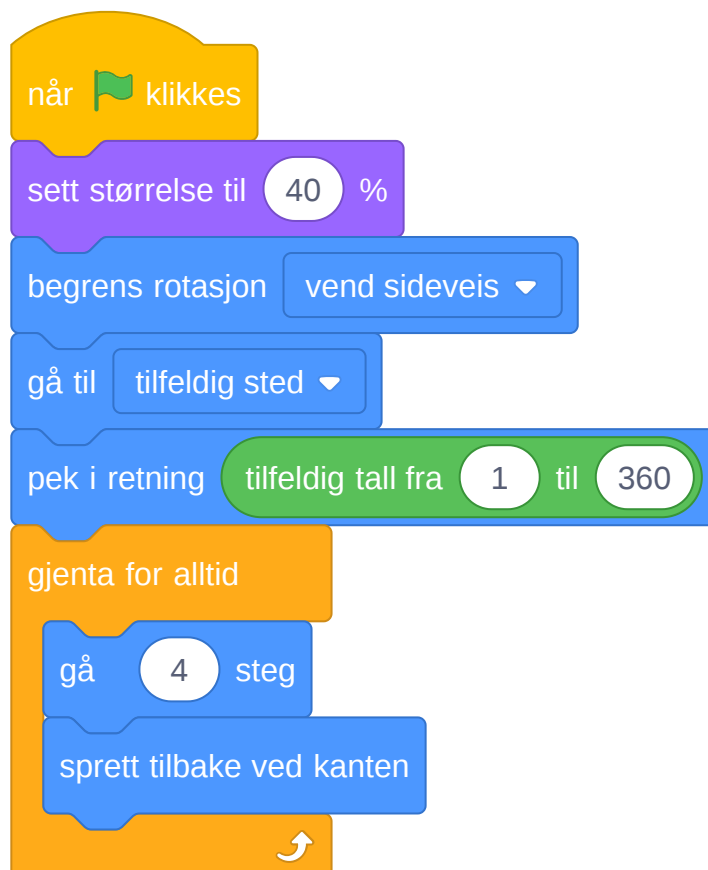 når klikkes
sett størrelse til 40 %
begrens rotasjon vend sideveis
gå til tilfeldig sted
pek i retning tilfeldig tall fra 1 til 360
gjenta for alltid
gå 4 steg
sprett tilbake ved kanten